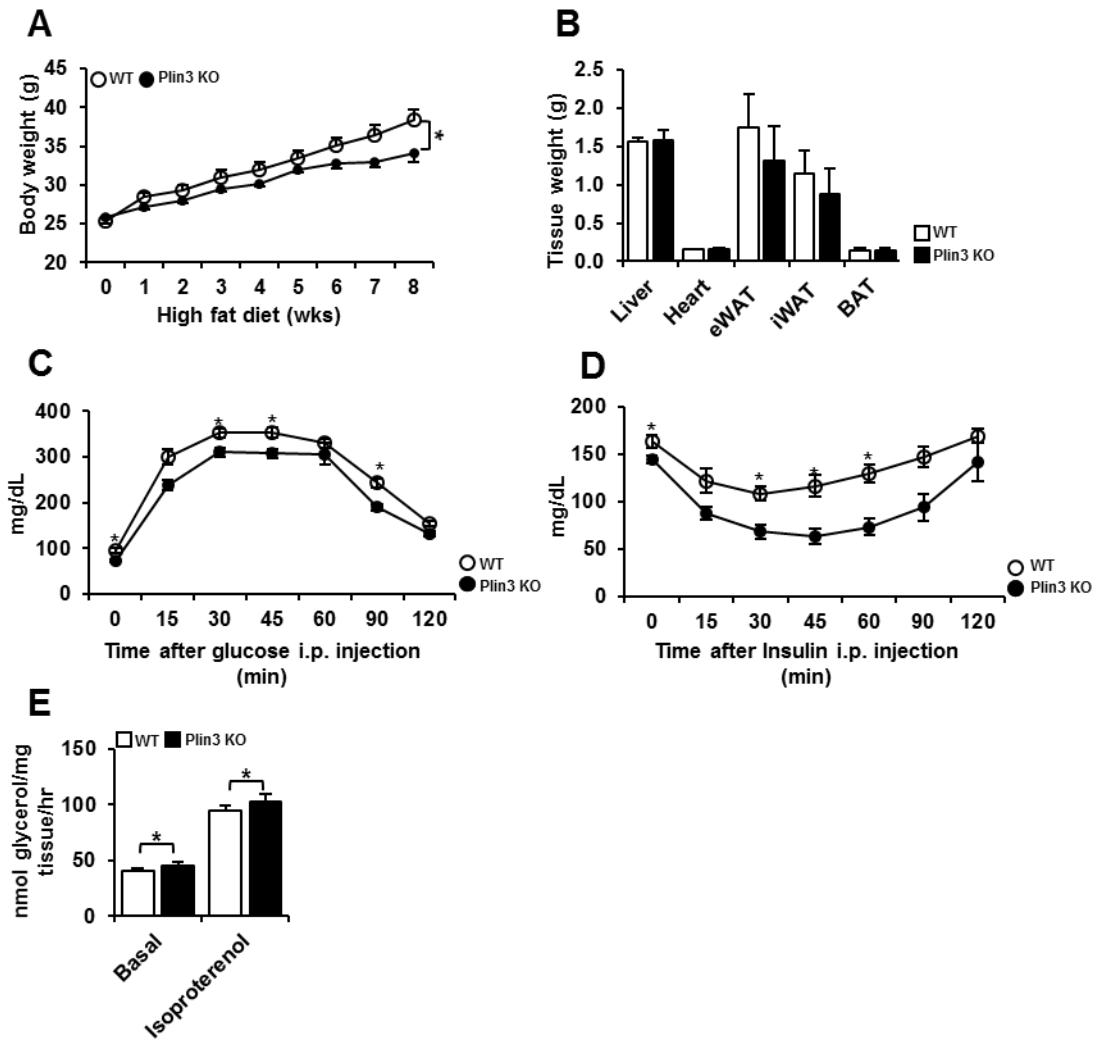 A
WT Plin3 KO
Body weight (g)
45
40
35
30
25
20
0 1 2 3 4 5 6 7 8
*
High fat diet (wks)
B
Tissue weight (g)
2.5
2.0
1.5
1.0
0.5
0.0
Liver Heart eWAT iWAT BAT
WT
Plin3 KO
C
mg/dL
400
300
200
100
0
* * * *
0 15 30 45 60 90 120
Time after glucose i.p. injection
(min)
WT
Plin3 KO
D
mg/dL
200
150
100
50
0
* * * *
0 15 30 45 60 90 120
Time after Insulin i.p. injection
(min)
WT
Plin3 KO
E
WT Plin3 KO
nmol glycerol/mg
tissue/hr
150
100
50
0
* *
Basal Isoproterenol